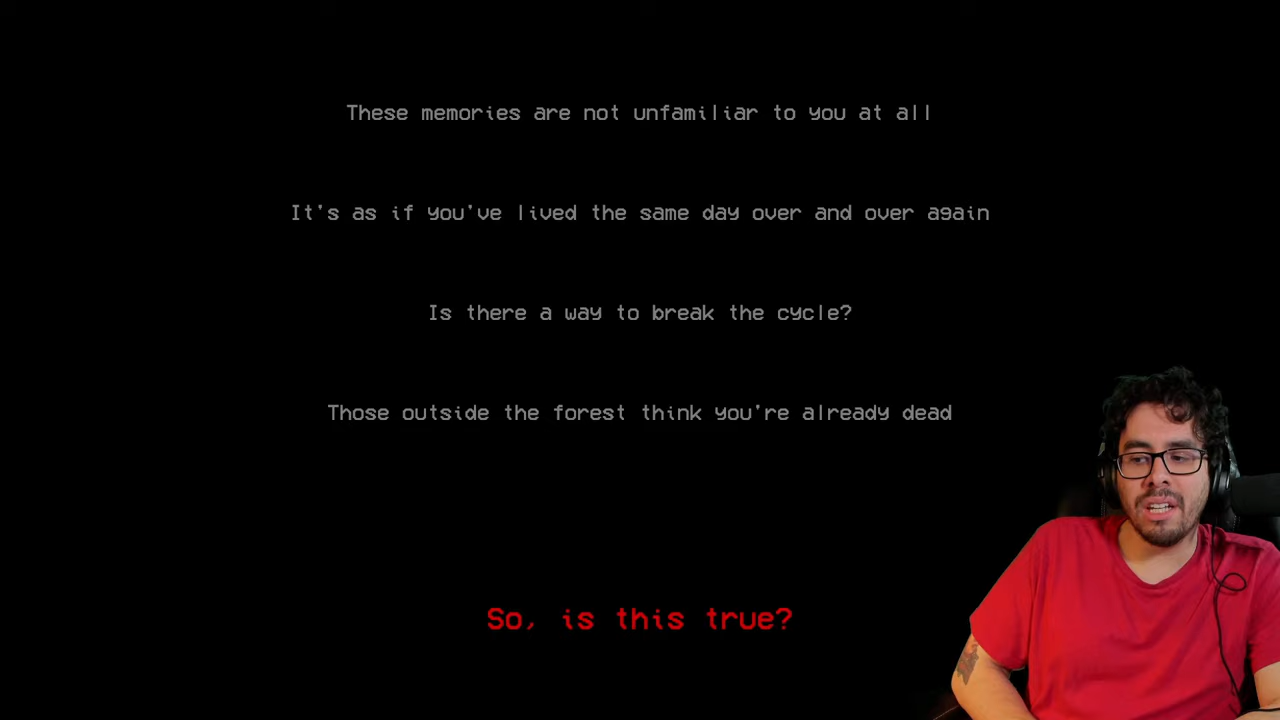 These memories are not unfamiliar to you at all
It's as if you've lived the same day over and over again
Is there a way to break the cycle?
Those outside the forest think you're already dead
So, is this true?